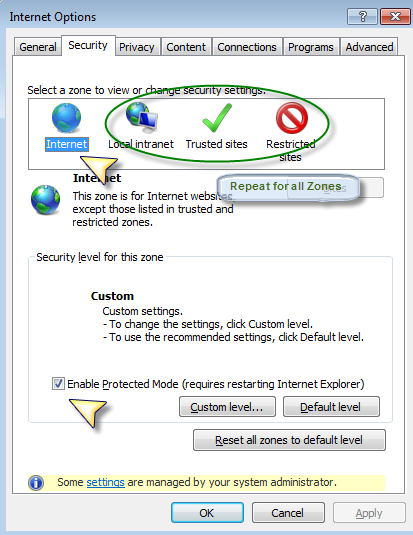 Internet Options
General Security Privacy Content Connections Programs Advanced
Select a zone to view or change security settings.
Internet Local intranet Trusted sites Restricted
sites
Internet
This zone is for Internet websites,
except those listed in trusted and
restricted zones.
Repeat for all Zones
Security level for this zone
Custom
Custom settings.
- To change the settings, click Custom level.
- To use the recommended settings, click Default level.
Enable Protected Mode (requires restarting Internet Explorer)
Custom level... Default level
Reset all zones to default level
Some settings are managed by your system administrator.
OK Cancel Apply